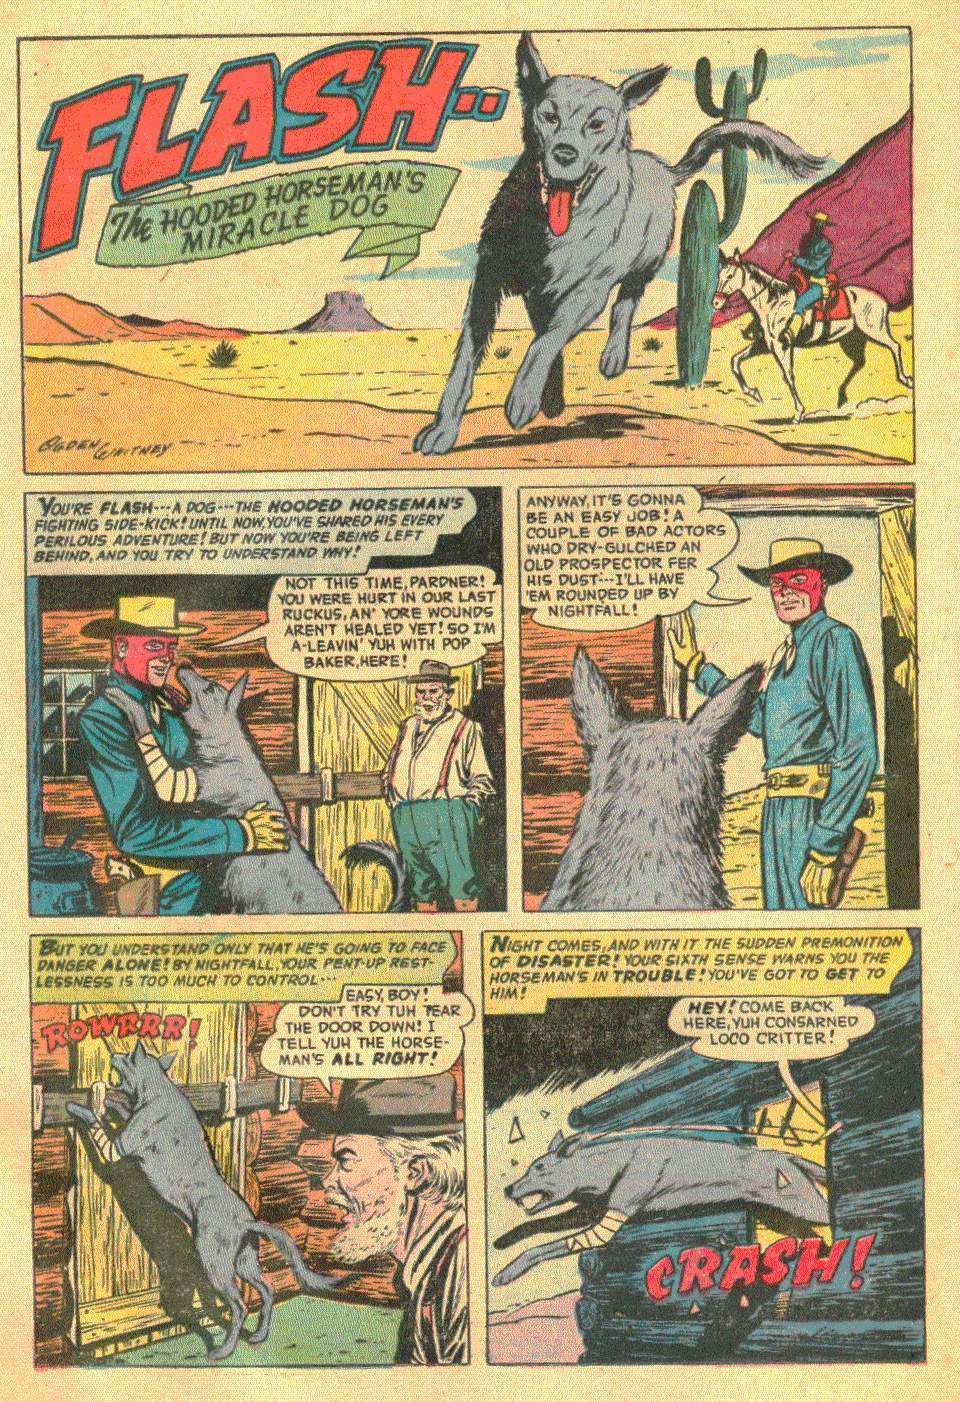 FLASH..
The HOODED HORSEMAN'S
MIRACLE DOG
OGDEN WHITNEY
YOU'RE FLASH---A DOG---THE HOODED HORSEMAN'S
FIGHTING SIDE-KICK! UNTIL NOW, YOU'VE SHARED HIS EVERY
PERILOUS ADVENTURE! BUT NOW YOU'RE BEING LEFT
BEHIND, AND YOU TRY TO UNDERSTAND WHY!
NOT THIS TIME, PARDNER!
YOU WERE HURT IN OUR LAST
RUCKUS, AN' YORE WOUNDS
AREN'T HEALED YET! SO I'M
A-LEAVIN' YUH WITH POP
BAKER, HERE!
ANYWAY, IT'S GONNA
BE AN EASY JOB! A
COUPLE OF BAD ACTORS
WHO DRY-GULCHED AN
OLD PROSPECTOR FER
HIS DUST---I'LL HAVE
'EM ROUNDED UP BY
NIGHTFALL!
BUT YOU UNDERSTAND ONLY THAT HE'S GOING TO FACE
DANGER ALONE! BY NIGHTFALL, YOUR PENT-UP REST-
LESSNESS IS TOO MUCH TO CONTROL---
ROWRRR!
EASY, BOY!
DON'T TRY TUH TEAR
THE DOOR DOWN! I
TELL YUH THE HORSE-
MAN'S ALL RIGHT!
NIGHT COMES, AND WITH IT THE SUDDEN PREMONITION
OF DISASTER! YOUR SIXTH SENSE WARNS YOU THE
HORSEMAN'S IN TROUBLE! YOU'VE GOT TO GET TO
HIM!
HEY! COME BACK
HERE, YUH CONSARNED
LOCO CRITTER!
CRASH!